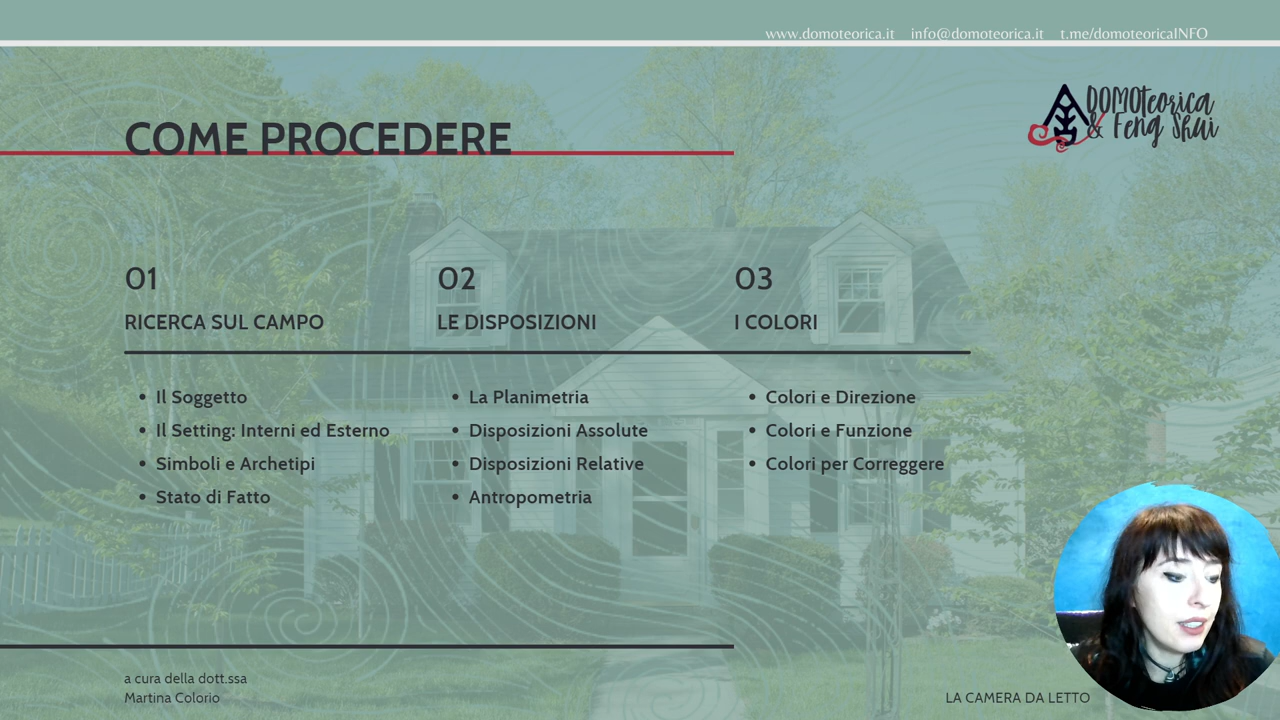 www.domoteorica.it info@domoteorica.it t.me/domoteoricaINFO
DOMOteorica
& Feng Shui
COME PROCEDERE
01
RICERCA SUL CAMPO
• Il Soggetto
• Il Setting: Interni ed Esterno
• Simboli e Archetipi
• Stato di Fatto
02
LE DISPOSIZIONI
• La Planimetria
• Disposizioni Assolute
• Disposizioni Relative
• Antropometria
03
I COLORI
• Colori e Direzione
• Colori e Funzione
• Colori per Correggere
a cura della dott.ssa
Martina Colorio
LA CAMERA DA LETTO